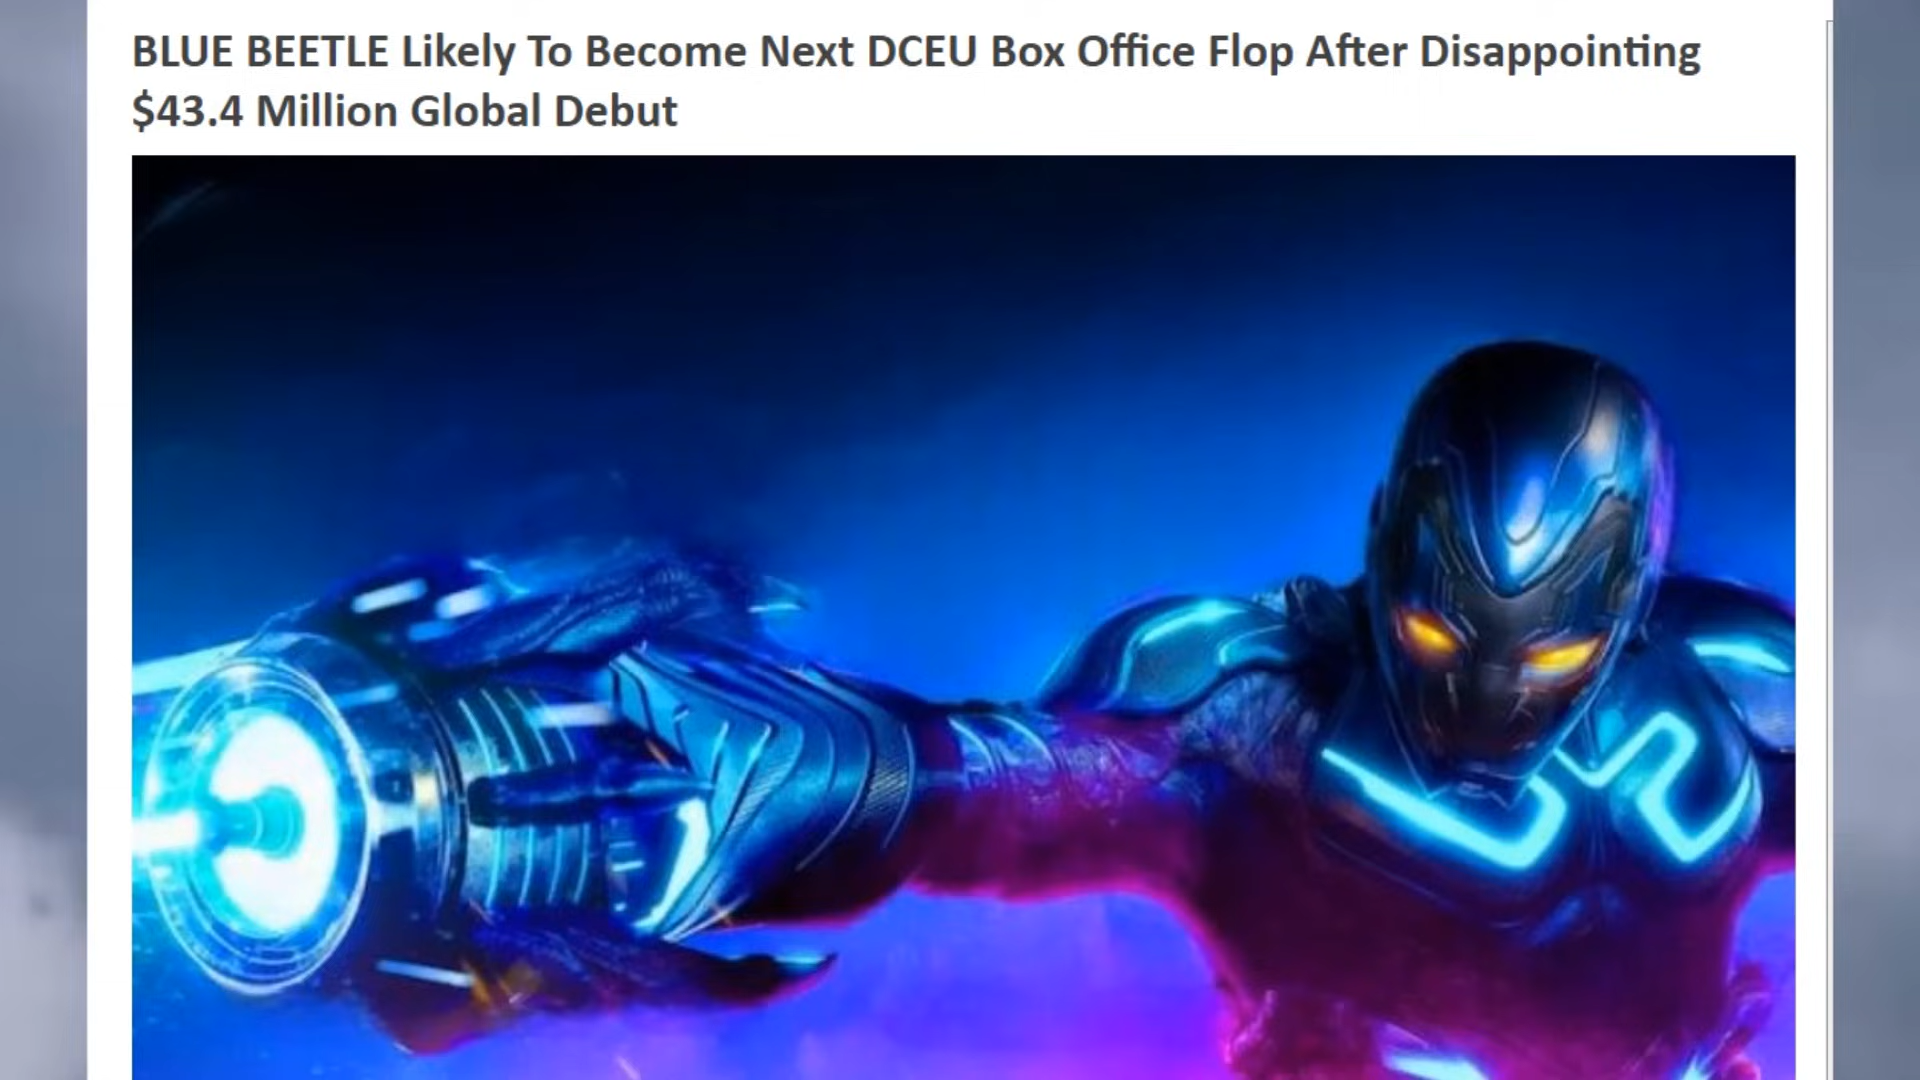 BLUE BEETLE Likely To Become Next DCEU Box Office Flop After Disappointing
$43.4 Million Global Debut